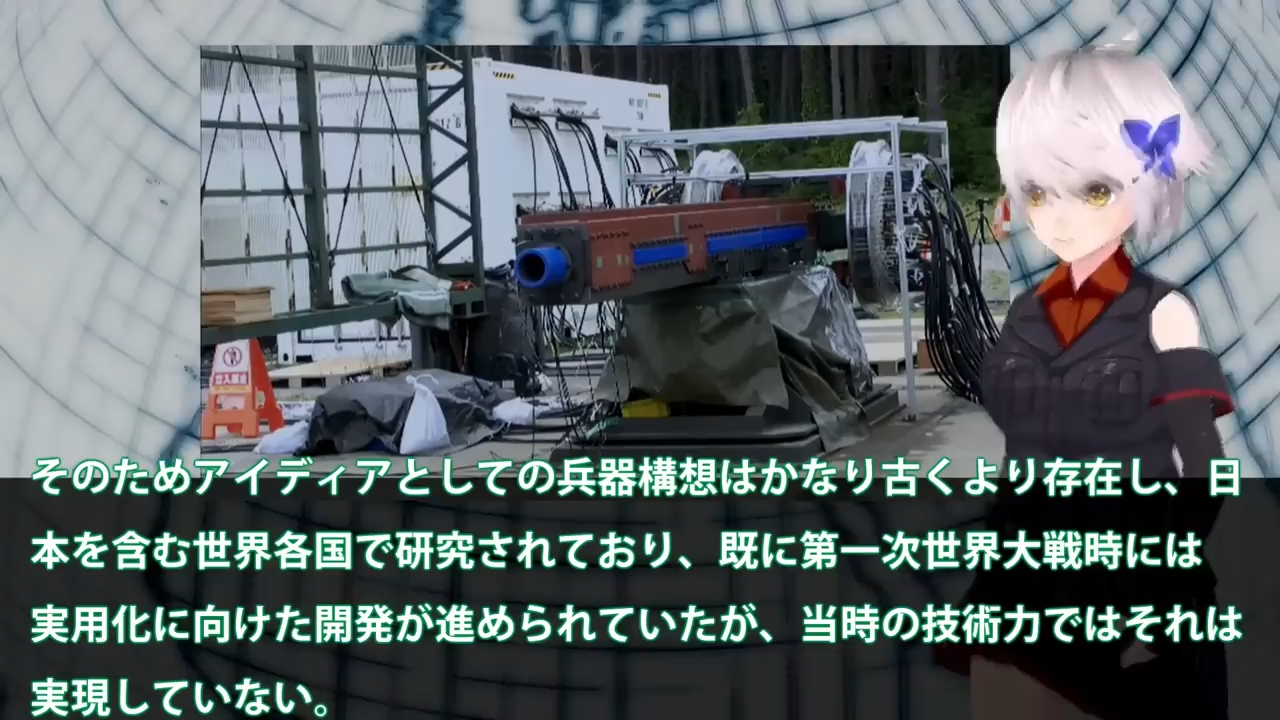 立入禁止
そのためアイディアとしての兵器構想はかなり古くより存在し、日
本を含む世界各国で研究されており、既に第一次世界大戦時には
実用化に向けた開発が進められていたが、当時の技術力ではそれは
実現していない。